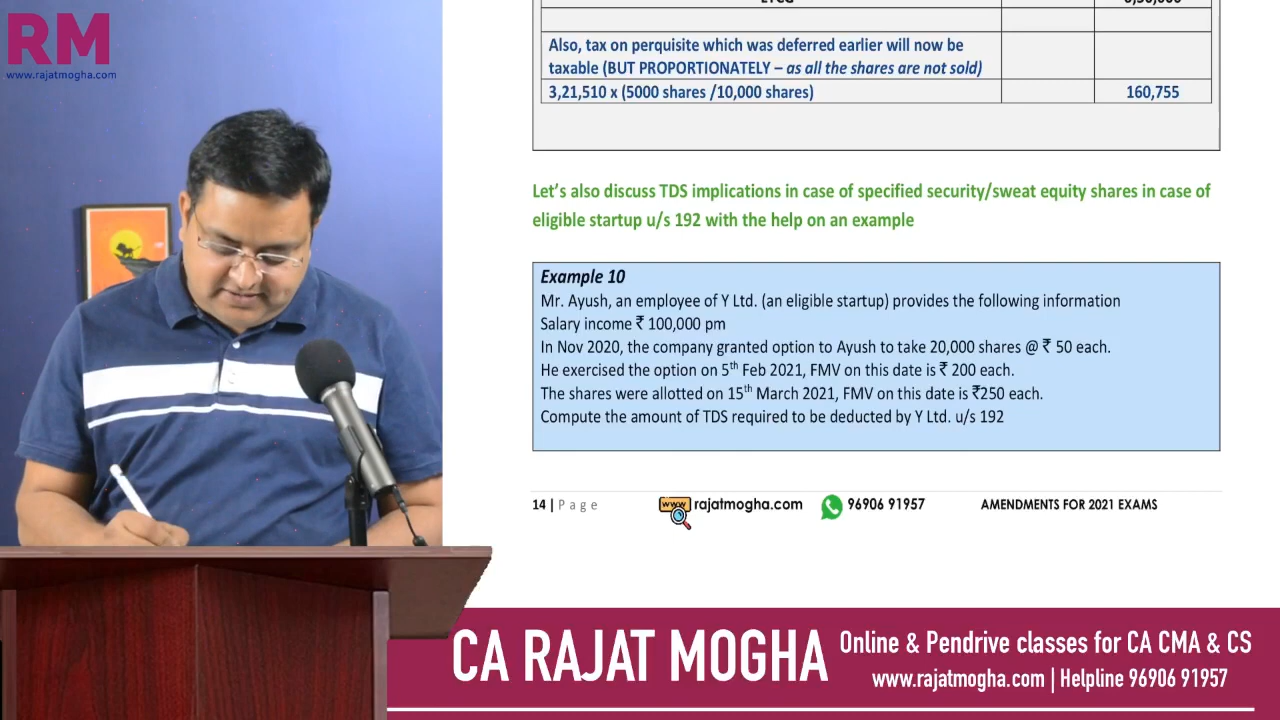 RM
www.rajatmogha.com
LTCG
Also, tax on perquisite which was deferred earlier will now be
taxable (BUT PROPORTIONATELY – as all the shares are not sold)
3,21,510 x (5000 shares /10,000 shares) 160,755
Let's also discuss TDS implications in case of specified security/sweat equity shares in case of
eligible startup u/s 192 with the help on an example
Example 10
Mr. Ayush, an employee of Y Ltd. (an eligible startup) provides the following information
Salary income ₹ 100,000 pm
In Nov 2020, the company granted option to Ayush to take 20,000 shares @ ₹ 50 each.
He exercised the option on 5th Feb 2021, FMV on this date is ₹ 200 each.
The shares were allotted on 15th March 2021, FMV on this date is ₹250 each.
Compute the amount of TDS required to be deducted by Y Ltd. u/s 192
14 | Page www rajatmogha.com 96906 91957 AMENDMENTS FOR 2021 EXAMS
CA RAJAT MOGHA Online & Pendrive classes for CA CMA & CS
www.rajatmogha.com | Helpline 96906 91957